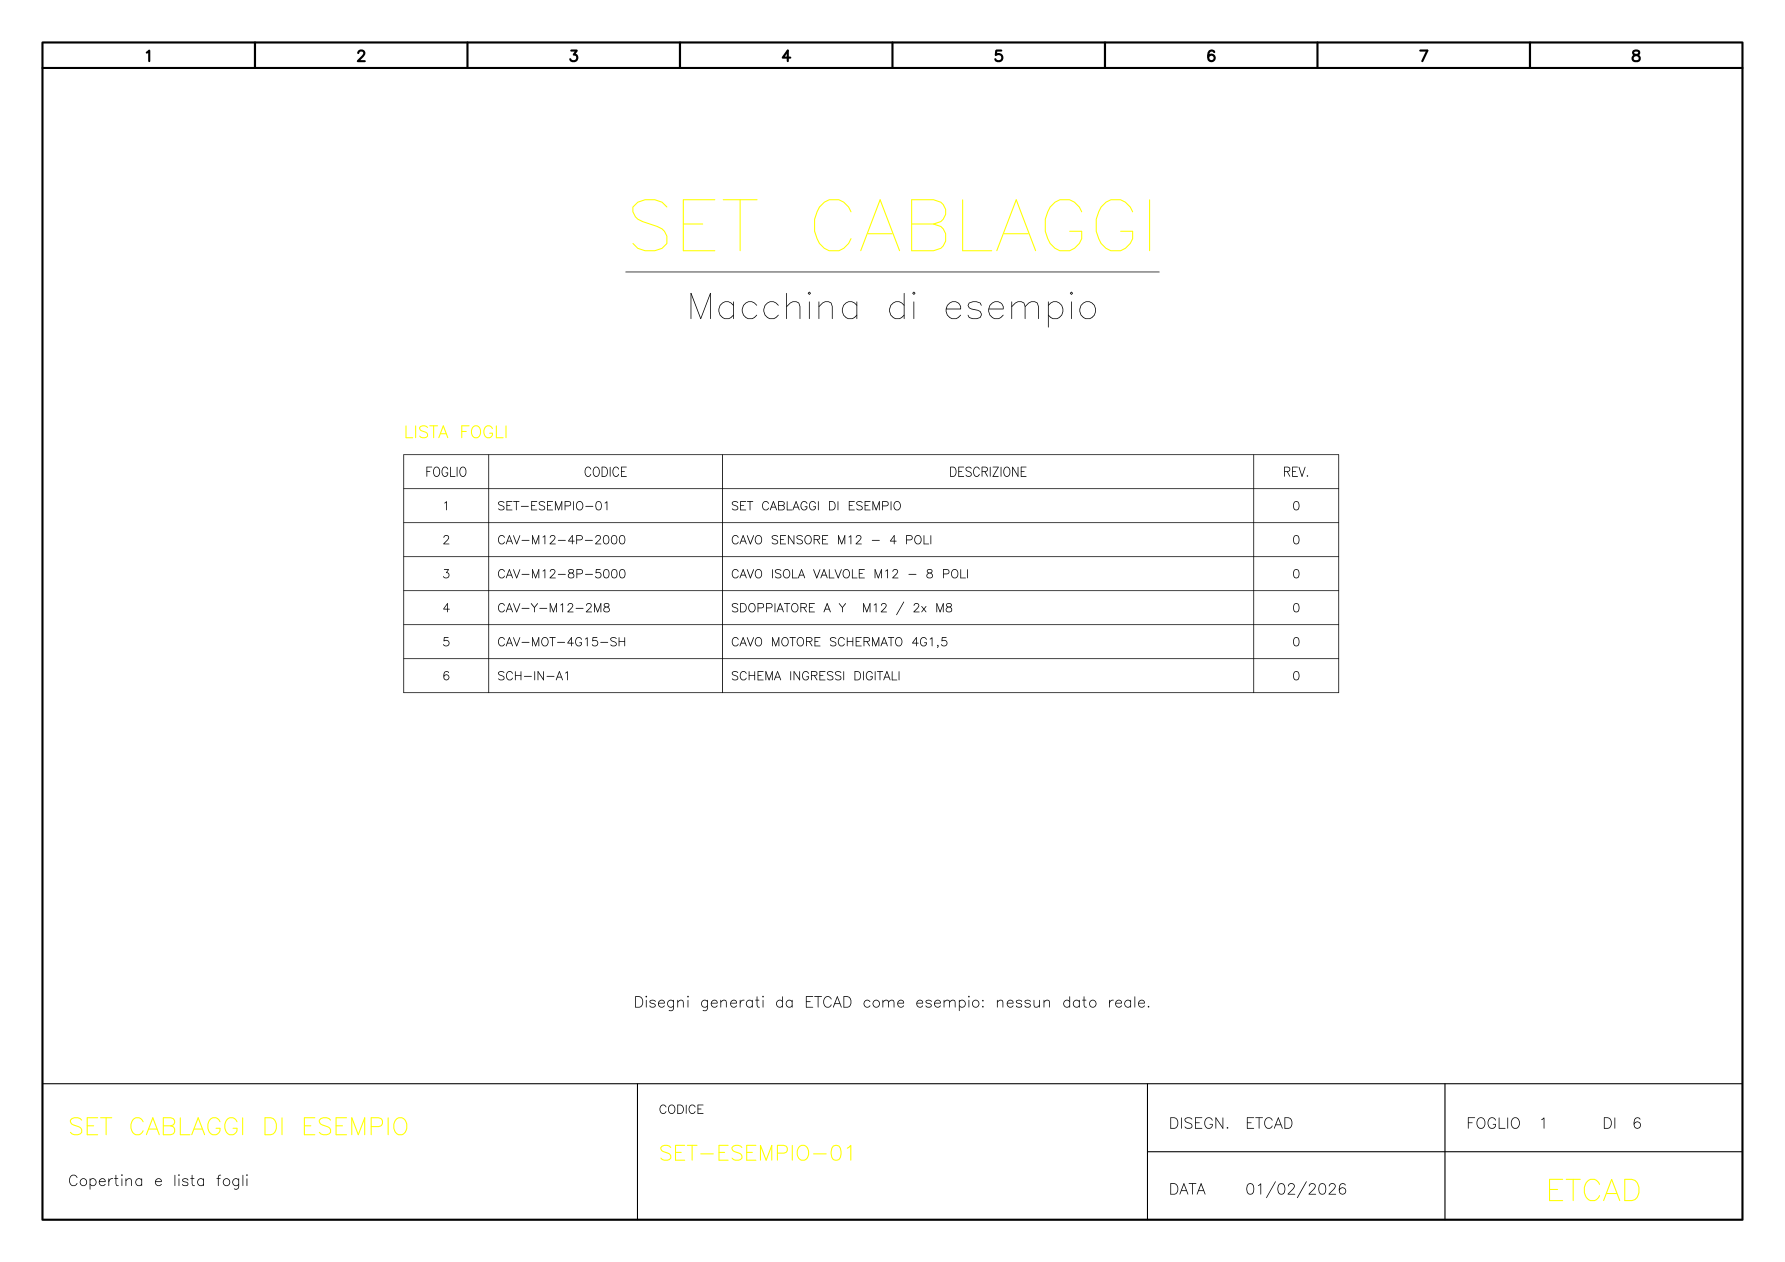 1 2 3 4 5 6 7 8
SET CABLAGGI
Macchina di esempio
LISTA FOGLI
FOGLIO CODICE DESCRIZIONE REV.
1 SET-ESEMPIO-01 SET CABLAGGI DI ESEMPIO 0
2 CAV-M12-4P-2000 CAVO SENSORE M12 - 4 POLI 0
3 CAV-M12-8P-5000 CAVO ISOLA VALVOLE M12 - 8 POLI 0
4 CAV-Y-M12-2M8 SDOPPIATORE A Y M12 / 2x M8 0
5 CAV-MOT-4G15-SH CAVO MOTORE SCHERMATO 4G1,5 0
6 SCH-IN-A1 SCHEMA INGRESSI DIGITALI 0
Disegni generati da ETCAD come esempio: nessun dato reale.
SET CABLAGGI DI ESEMPIO
Copertina e lista fogli
CODICE
SET-ESEMPIO-01
DISEGN. ETCAD
DATA 01/02/2026
FOGLIO 1 DI 6
ETCAD